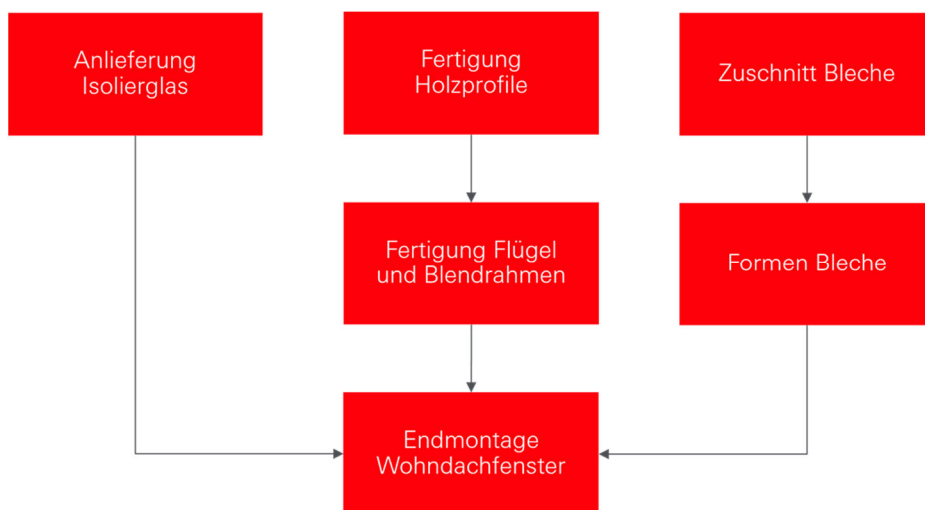 Anlieferung
Isolierglas
Fertigung
Holzprofile
Zuschnitt Bleche
Fertigung Flügel
und Blendrahmen
Formen Bleche
Endmontage
Wohndachfenster